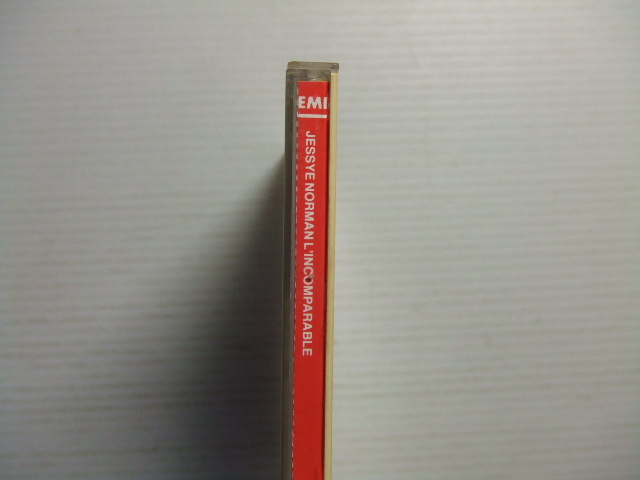 EMI
JESSYE NORMAN L'INCOMPARABLE